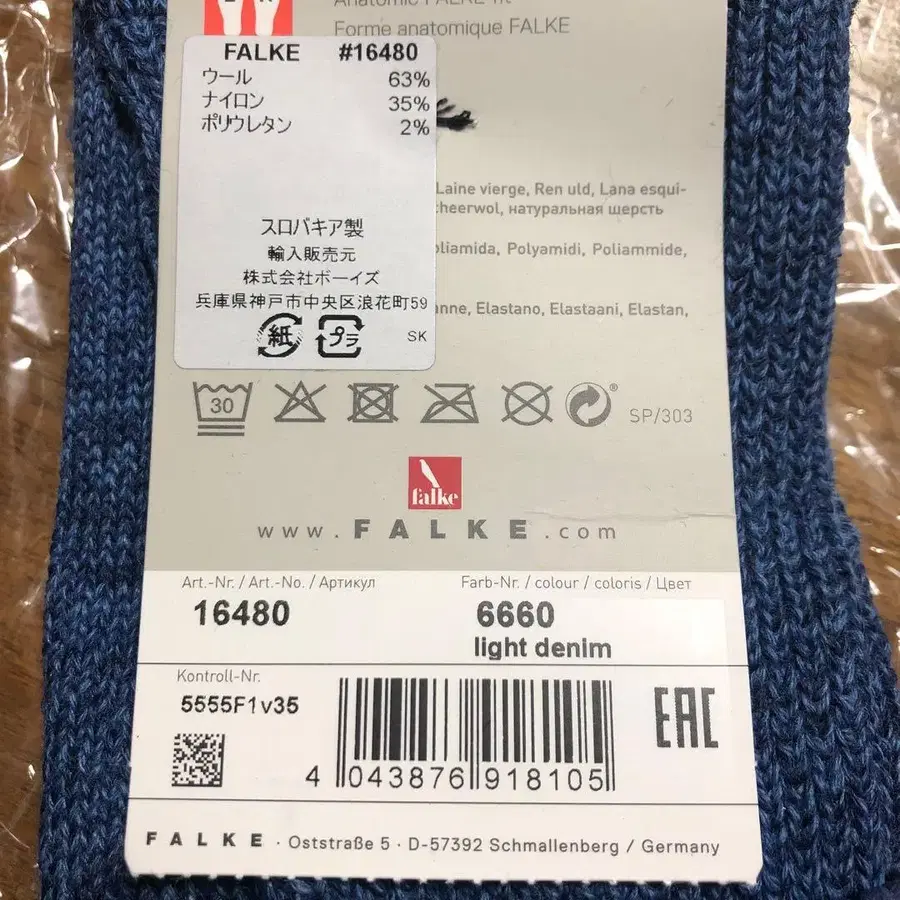 Forme anatomique FALKE
FALKE #16480
ウール 63%
ナイロン 35%
ポリウレタン 2%
スロバキア製
輸入販売元
株式会社ボーイズ
兵庫県神戸市中央区浪花町59
紙 プラ SK
Laine vierge, Ren uld, Lana esqui-
cheerwol, натуральная шерсть
oliamida, Polyamidi, Poliammide,
nne, Elastano, Elastaani, Elastan,
30 ® SP/303
falke
www.FALKE.com
Art.-Nr. / Art.-No. / Артикул Farb-Nr. / colour / coloris / Цвет
16480 6660
light denim
Kontroll-Nr.
5555F1v35
EAC
4 043876 918105
FALKE · Oststraße 5 · D-57392 Schmallenberg / Germany